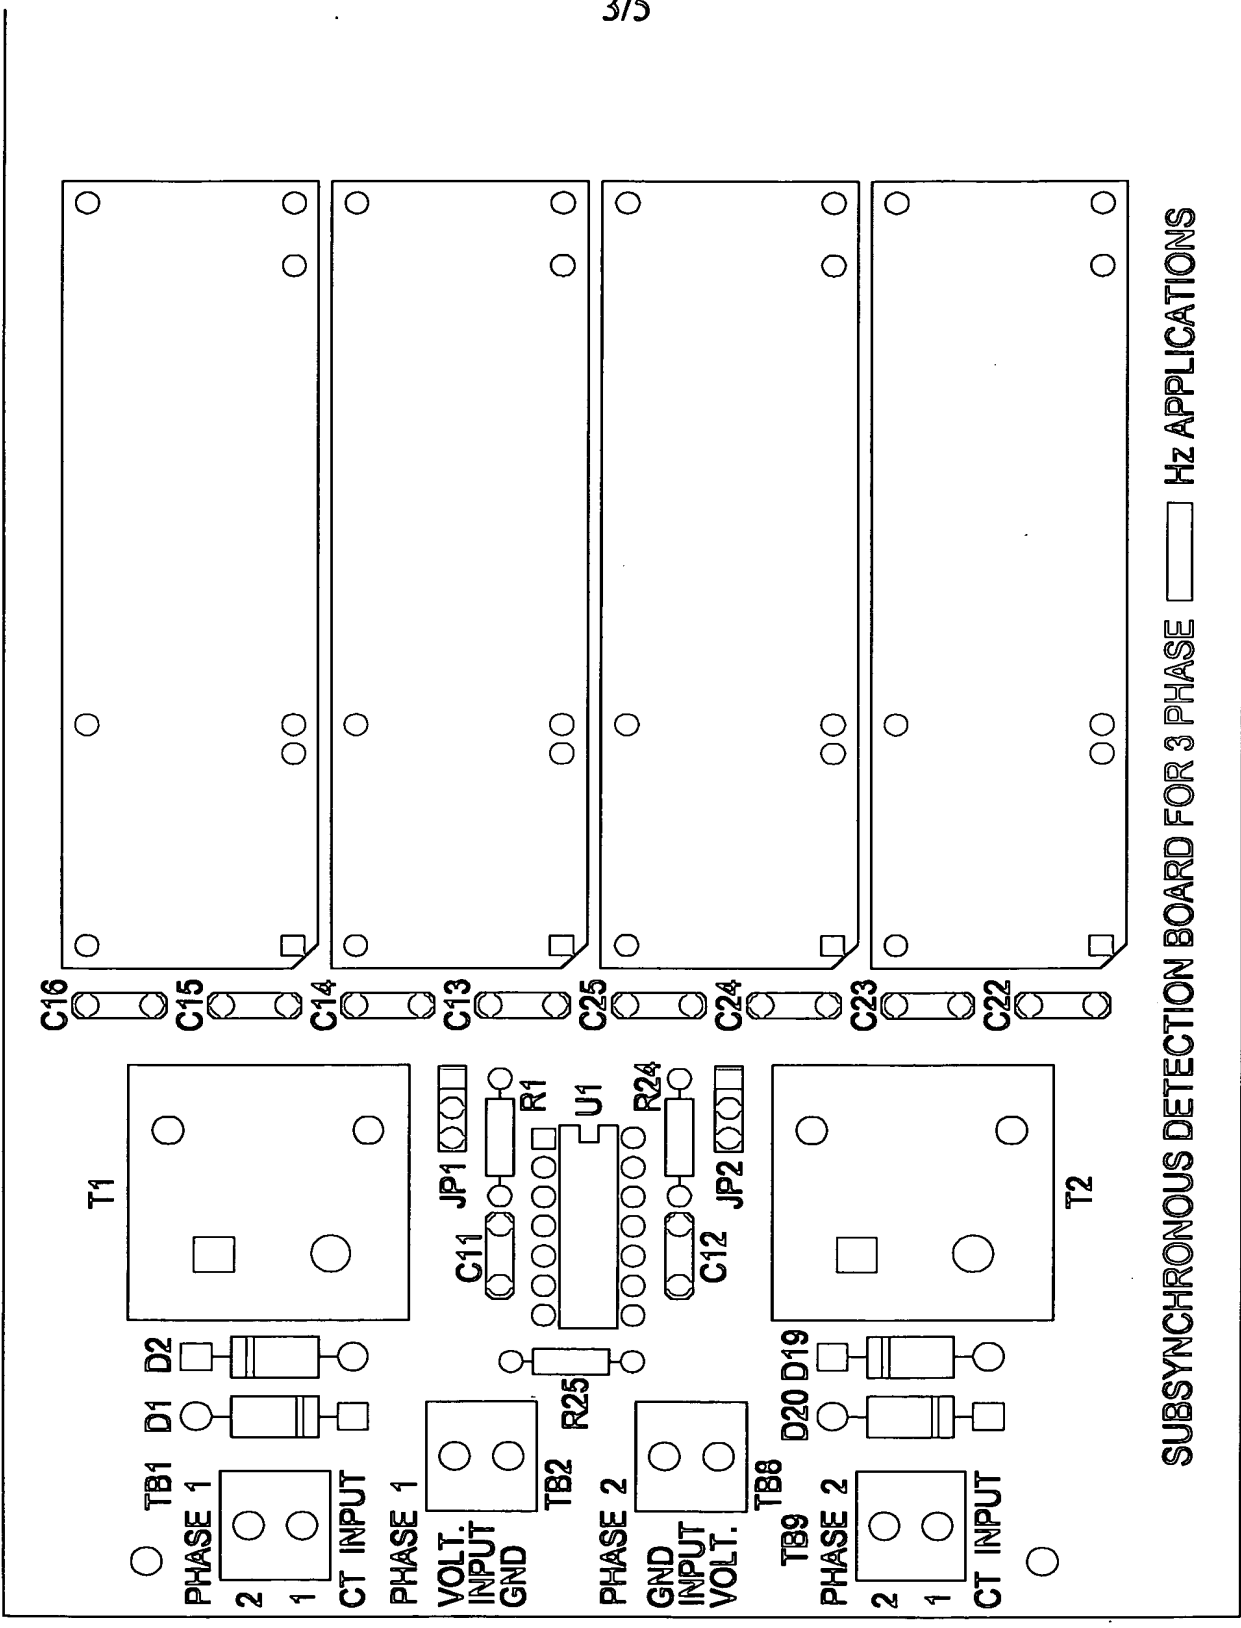 3/5
C16
C15
C14
C13
C25
C24
C23
C22
T1
JP1
R1
U1
R24
JP2
T2
C11
C12
D2
D1
R25
D19
D20
TB1
PHASE 1
2
1
CT INPUT
PHASE 1
VOLT.
INPUT
GND
TB2
PHASE 2
GND
INPUT
VOLT.
TB8
TB9
PHASE 2
2
1
CT INPUT
SUBSYNCHRONOUS DETECTION BOARD FOR 3 PHASE Hz APPLICATIONS